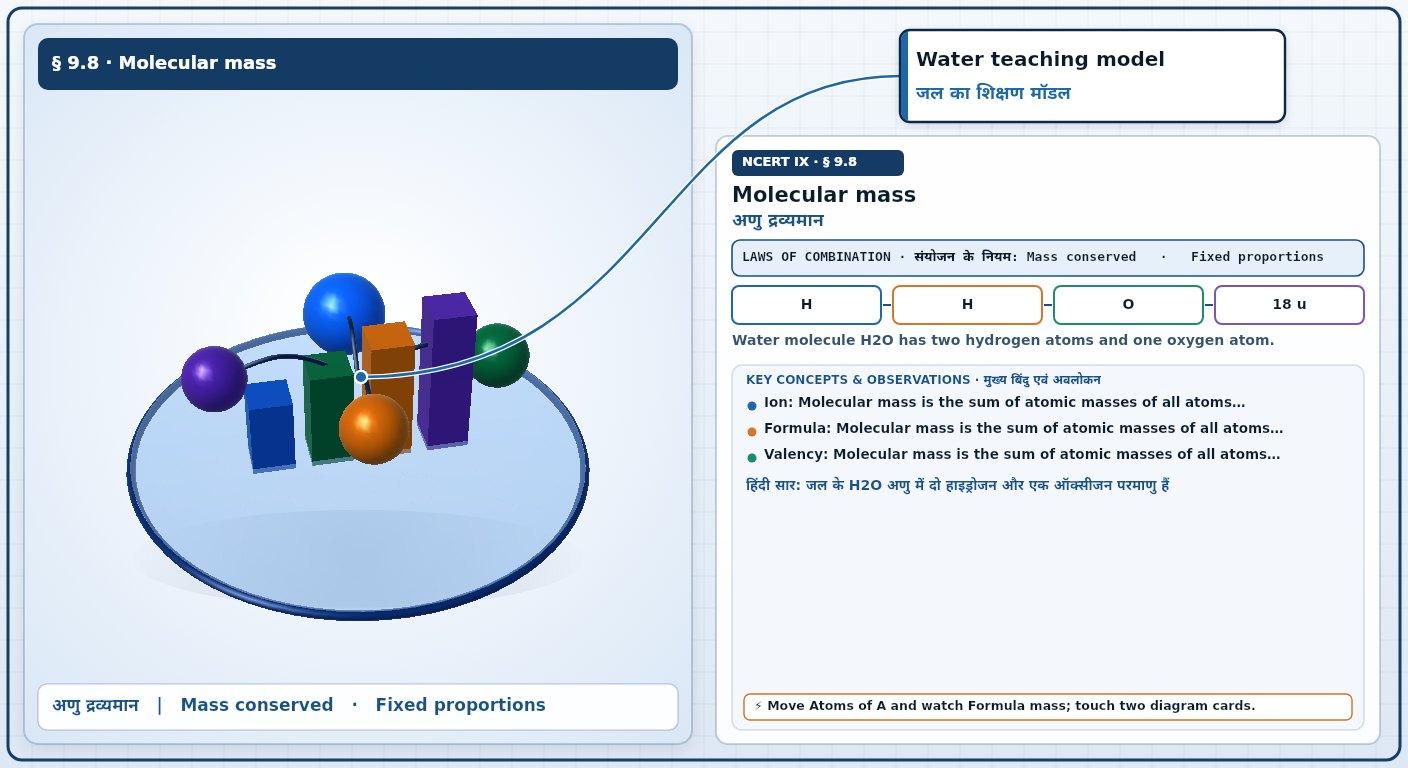 § 9.8 · Molecular mass
Water teaching model
जल का शिक्षण मॉडल
NCERT IX · § 9.8
Molecular mass
अणु द्रव्यमान
LAWS OF COMBINATION · संयोजन के नियम: Mass conserved · Fixed proportions
H H O 18 u
Water molecule H2O has two hydrogen atoms and one oxygen atom.
KEY CONCEPTS & OBSERVATIONS · मुख्य बिंदु एवं अवलोकन
Ion: Molecular mass is the sum of atomic masses of all atoms…
Formula: Molecular mass is the sum of atomic masses of all atoms…
Valency: Molecular mass is the sum of atomic masses of all atoms…
हिंदी सार: जल के H2O अणु में दो हाइड्रोजन और एक ऑक्सीजन परमाणु हैं
⚡ Move Atoms of A and watch Formula mass; touch two diagram cards.
अणु द्रव्यमान | Mass conserved · Fixed proportions